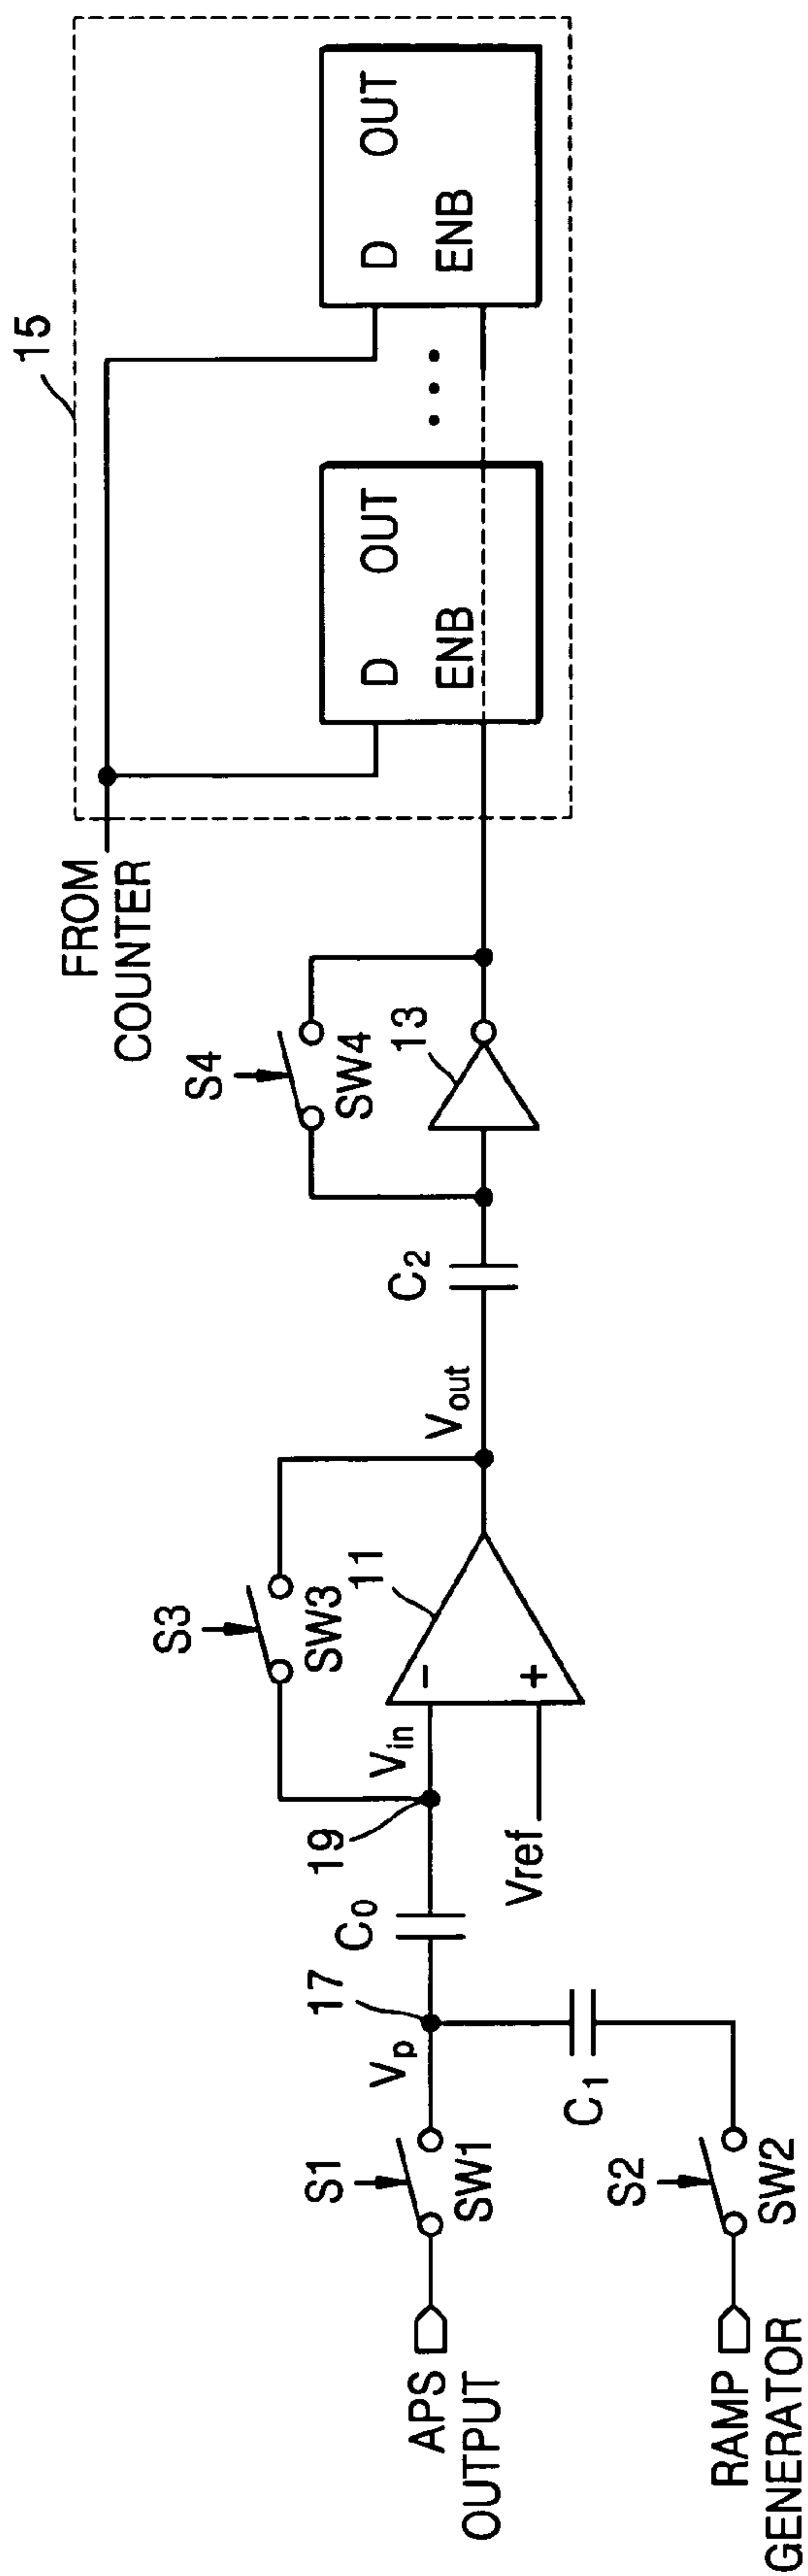 APS
OUTPUT
RAMP
GENERATOR
S1
SW1
S2
SW2
Vp
17
C1
C0
19
Vin
Vref
S3
SW3
11
−
+
Vout
C2
S4
SW4
13
FROM
COUNTER
15
D OUT
ENB
• • •
D OUT
ENB